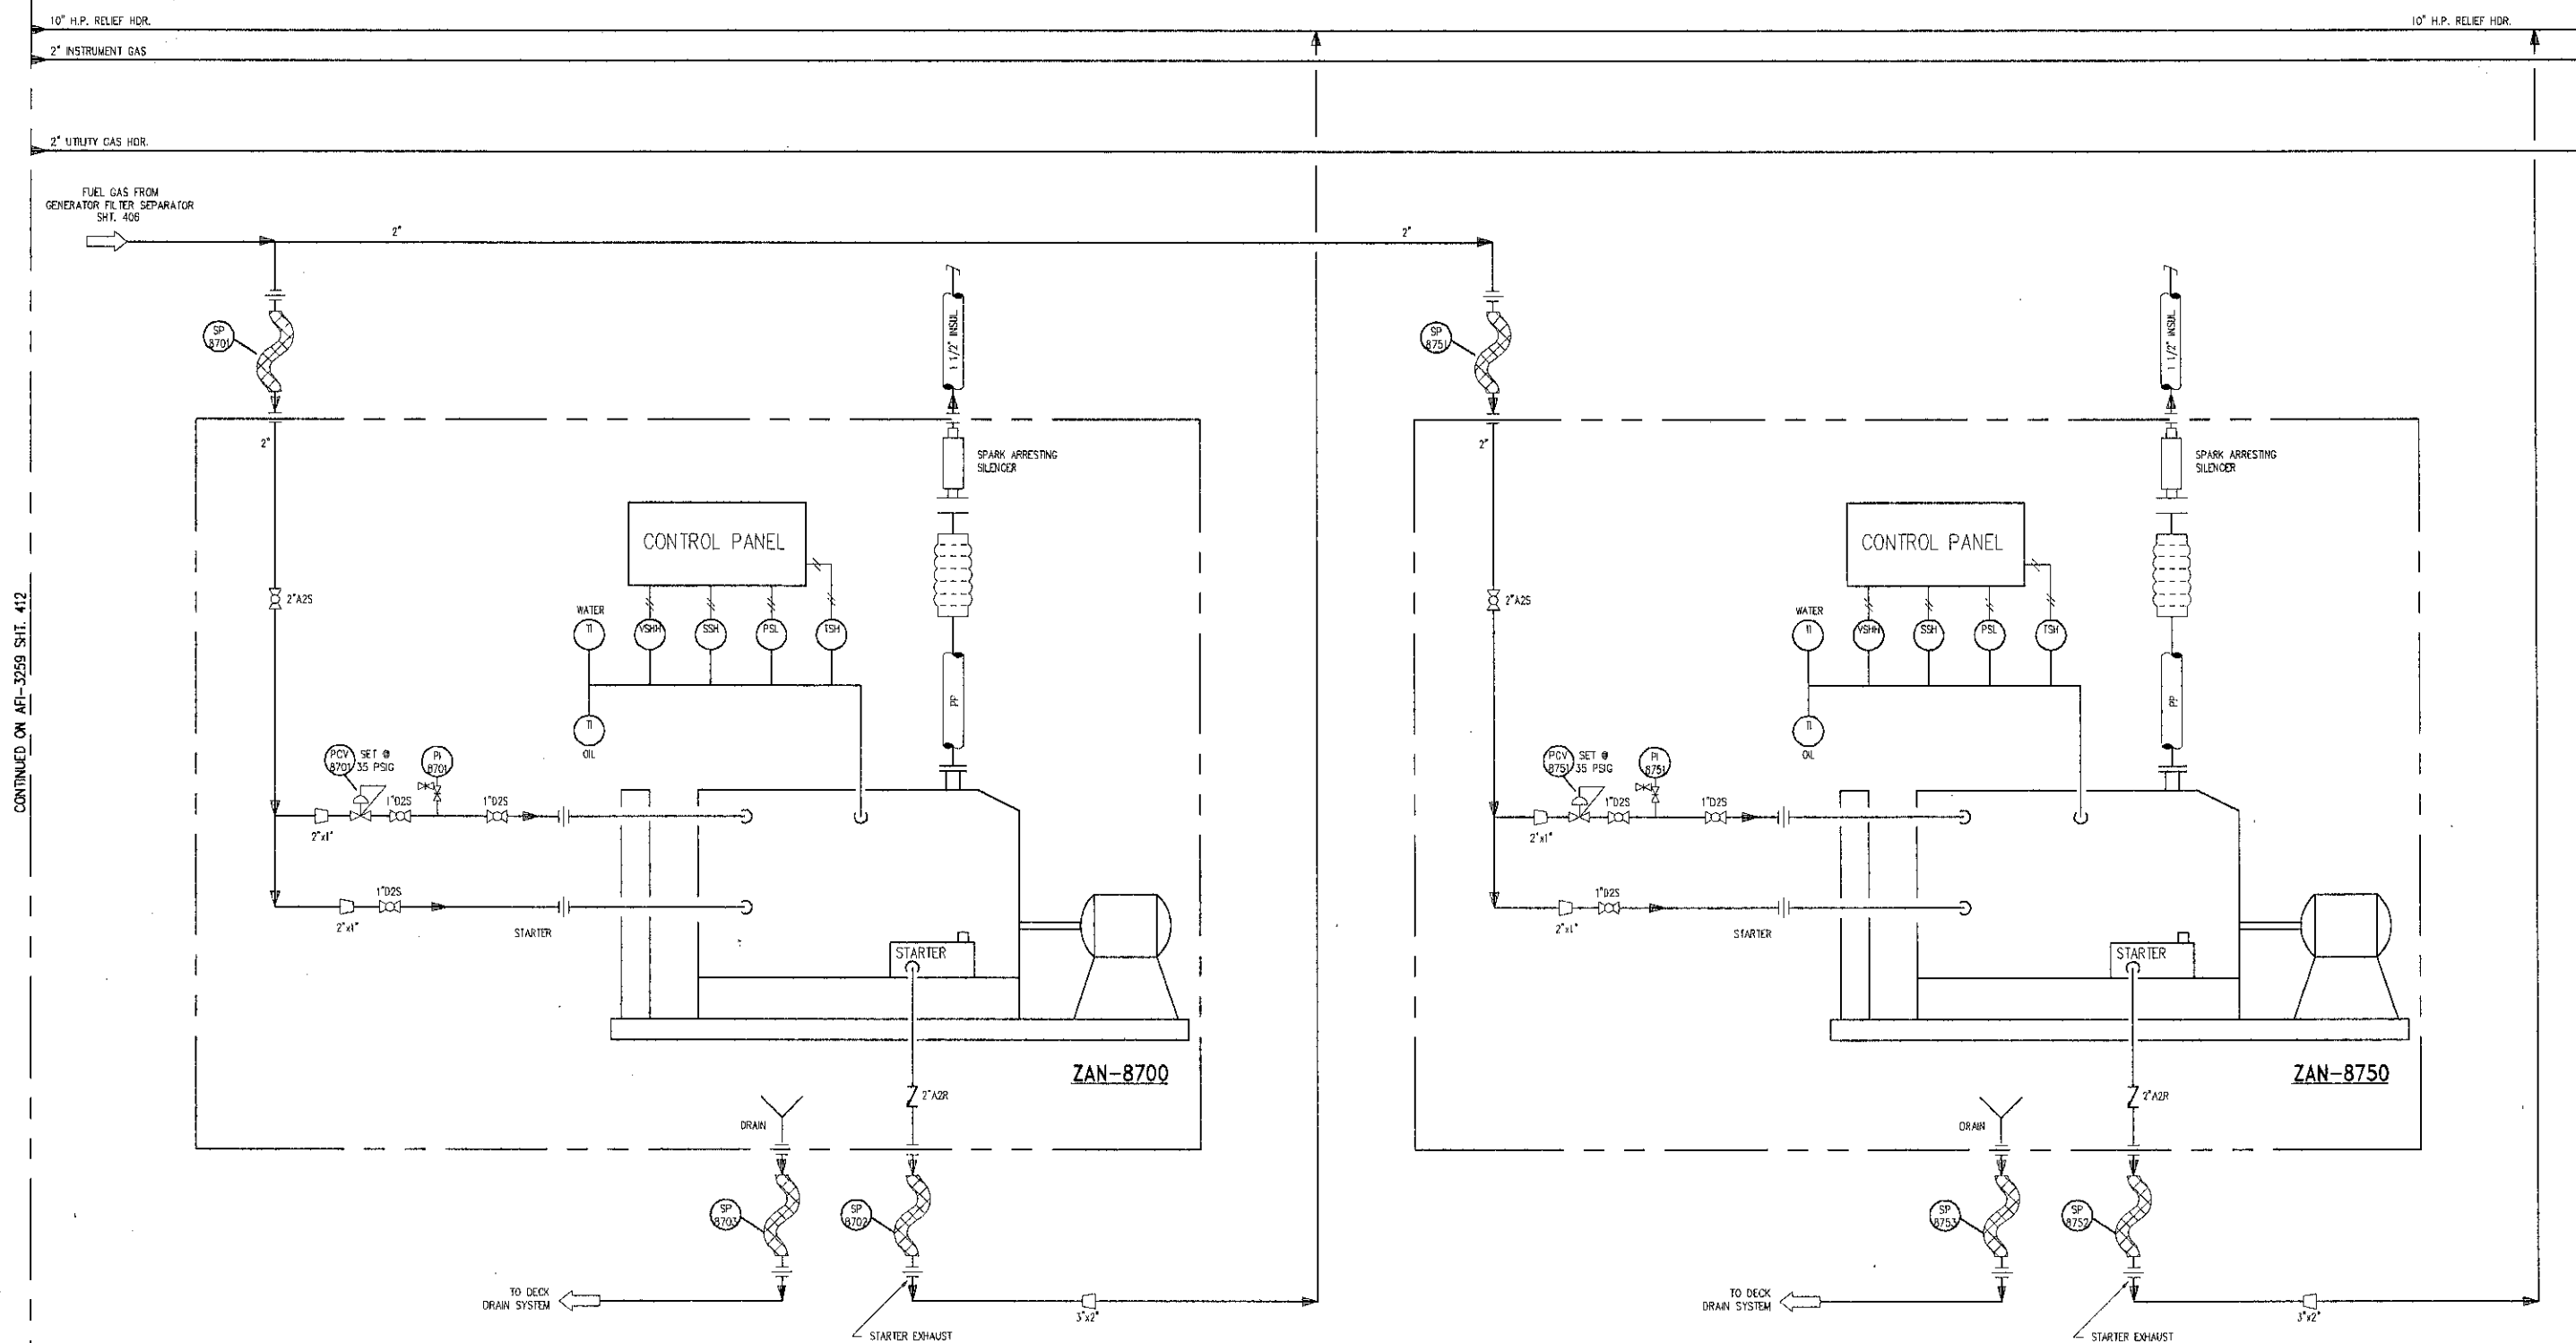 10" H.P. RELIEF HDR.
10" H.P. RELIEF HDR.
2" INSTRUMENT GAS
2" UTILITY GAS HDR.
FUEL GAS FROM
GENERATOR FILTER SEPARATOR
SHT. 406
2"
2"
SP
8701
1 1/2" INSUL.
SP
8751
1 1/2" INSUL.
2"
SPARK ARRESTING
SILENCER
2"
SPARK ARRESTING
SILENCER
CONTROL PANEL
CONTROL PANEL
CONTINUED ON AFI-3259 SHT. 412
2"A2S
WATER
TI
VSHH
SSH
PSL
TSH
2"A2S
WATER
TI
VSHH
SSH
PSL
TSH
PP
PP
TI
OIL
TI
OIL
PCV
8701
SET @
35 PSIG
PI
8701
1"D2S
1"D2S
2"x1"
PCV
8751
SET @
35 PSIG
PI
8751
1"D2S
1"D2S
2"x1"
1"D2S
2"x1"
STARTER
1"D2S
2"x1"
STARTER
STARTER
STARTER
ZAN-8700
ZAN-8750
2"A2R
DRAIN
2"A2R
DRAIN
SP
8703
SP
8702
SP
8753
SP
8752
TO DECK
DRAIN SYSTEM
3"x2"
STARTER EXHAUST
TO DECK
DRAIN SYSTEM
3"x2"
STARTER EXHAUST